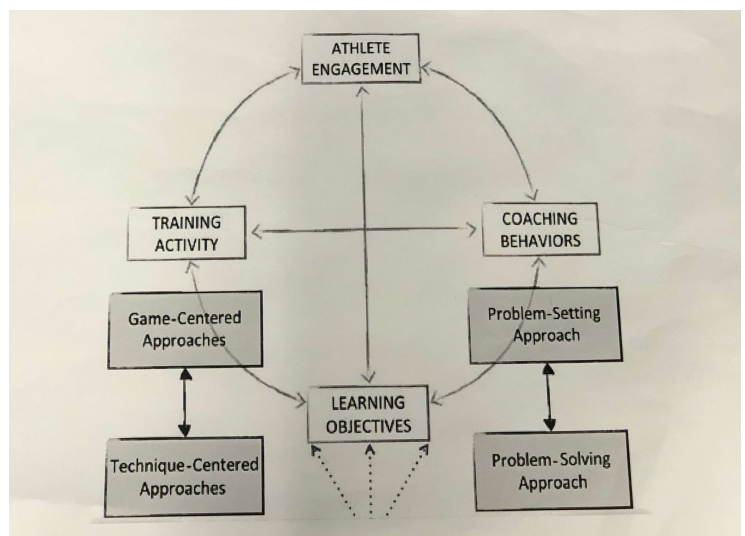 ATHLETE
ENGAGEMENT
TRAINING
ACTIVITY
COACHING
BEHAVIORS
Game-Centered
Approaches
Problem-Setting
Approach
LEARNING
OBJECTIVES
Technique-Centered
Approaches
Problem-Solving
Approach